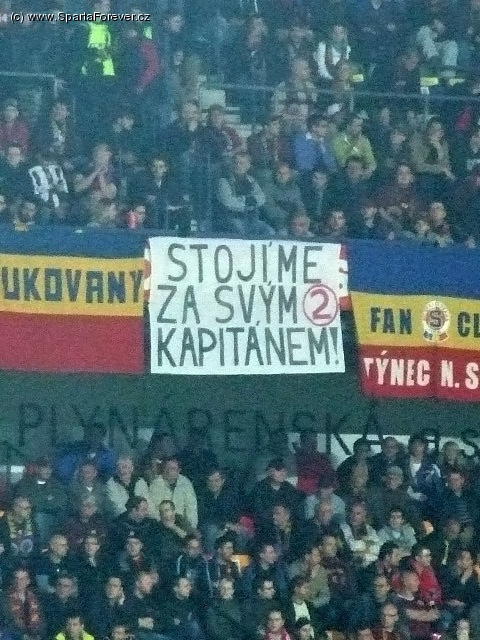 (c) www.SpartaForever.cz
UKOVANY
STOJÍME
ZA SVÝM 2
KAPITÁNEM!
FAN S CL
TÝNEC N. S
PLYNÁRENSKÁ a s